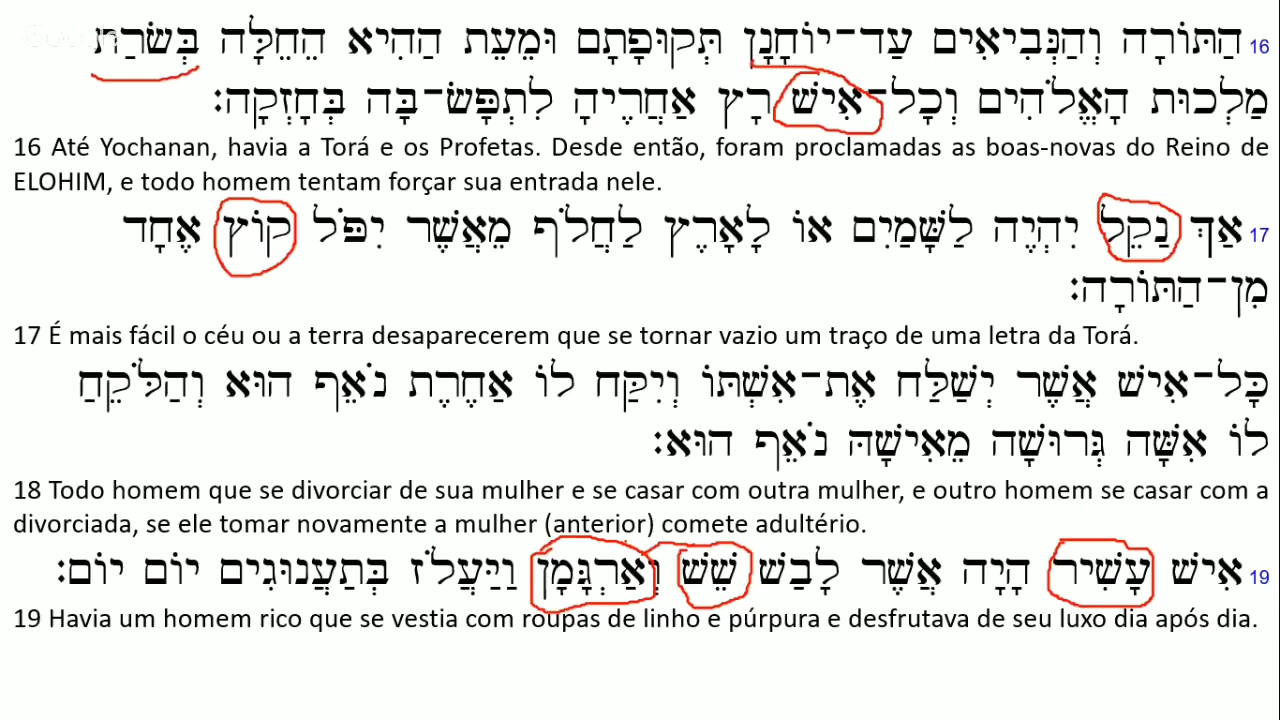 16 הַתּוֹרָה וְהַנְּבִיאִים עַד־יוֹחָנָן תְּקוּפָתָם וּמֵעֵת הַהִיא הֵחֵלָּה בְּשֹׂרַת
מַלְכוּת הָאֱלֹהִים וְכָל־אִישׁ רָץ אַחֲרֶיהָ לִתְפָּשׂ־בָּהּ בְּחָזְקָה׃
16 Até Yochanan, havia a Torá e os Profetas. Desde então, foram proclamadas as boas-novas do Reino de
ELOHIM, e todo homem tentam forçar sua entrada nele.
17 אַךְ נַקֵל יִהְיֶה לַשָּׁמַיִם אוֹ לָאָרֶץ לַחֲלֹף מֵאֲשֶׁר יִפֹּל קוֹץ אֶחָד
מִן־הַתּוֹרָה׃
17 É mais fácil o céu ou a terra desaparecerem que se tornar vazio um traço de uma letra da Torá.
כָּל־אִישׁ אֲשֶׁר יְשַׁלַּח אֶת־אִשְׁתּוֹ וְיִקַּח לוֹ אַחֶרֶת נֹאֵף הוּא וְהַלֹּקֵחַ
לוֹ אִשָּׁה גְּרוּשָׁה מֵאִישָׁהּ נֹאֵף הוּא׃
18 Todo homem que se divorciar de sua mulher e se casar com outra mulher, e outro homem se casar com a
divorciada, se ele tomar novamente a mulher (anterior) comete adultério.
19 אִישׁ עָשִׁיר הָיָה אֲשֶׁר לָבַשׁ שֵׁשׁ וְאַרְגָּמָן וַיַּעֲלֹז בְּתַעֲנוּגִים יוֹם יוֹם׃
19 Havia um homem rico que se vestia com roupas de linho e púrpura e desfrutava de seu luxo dia após dia.